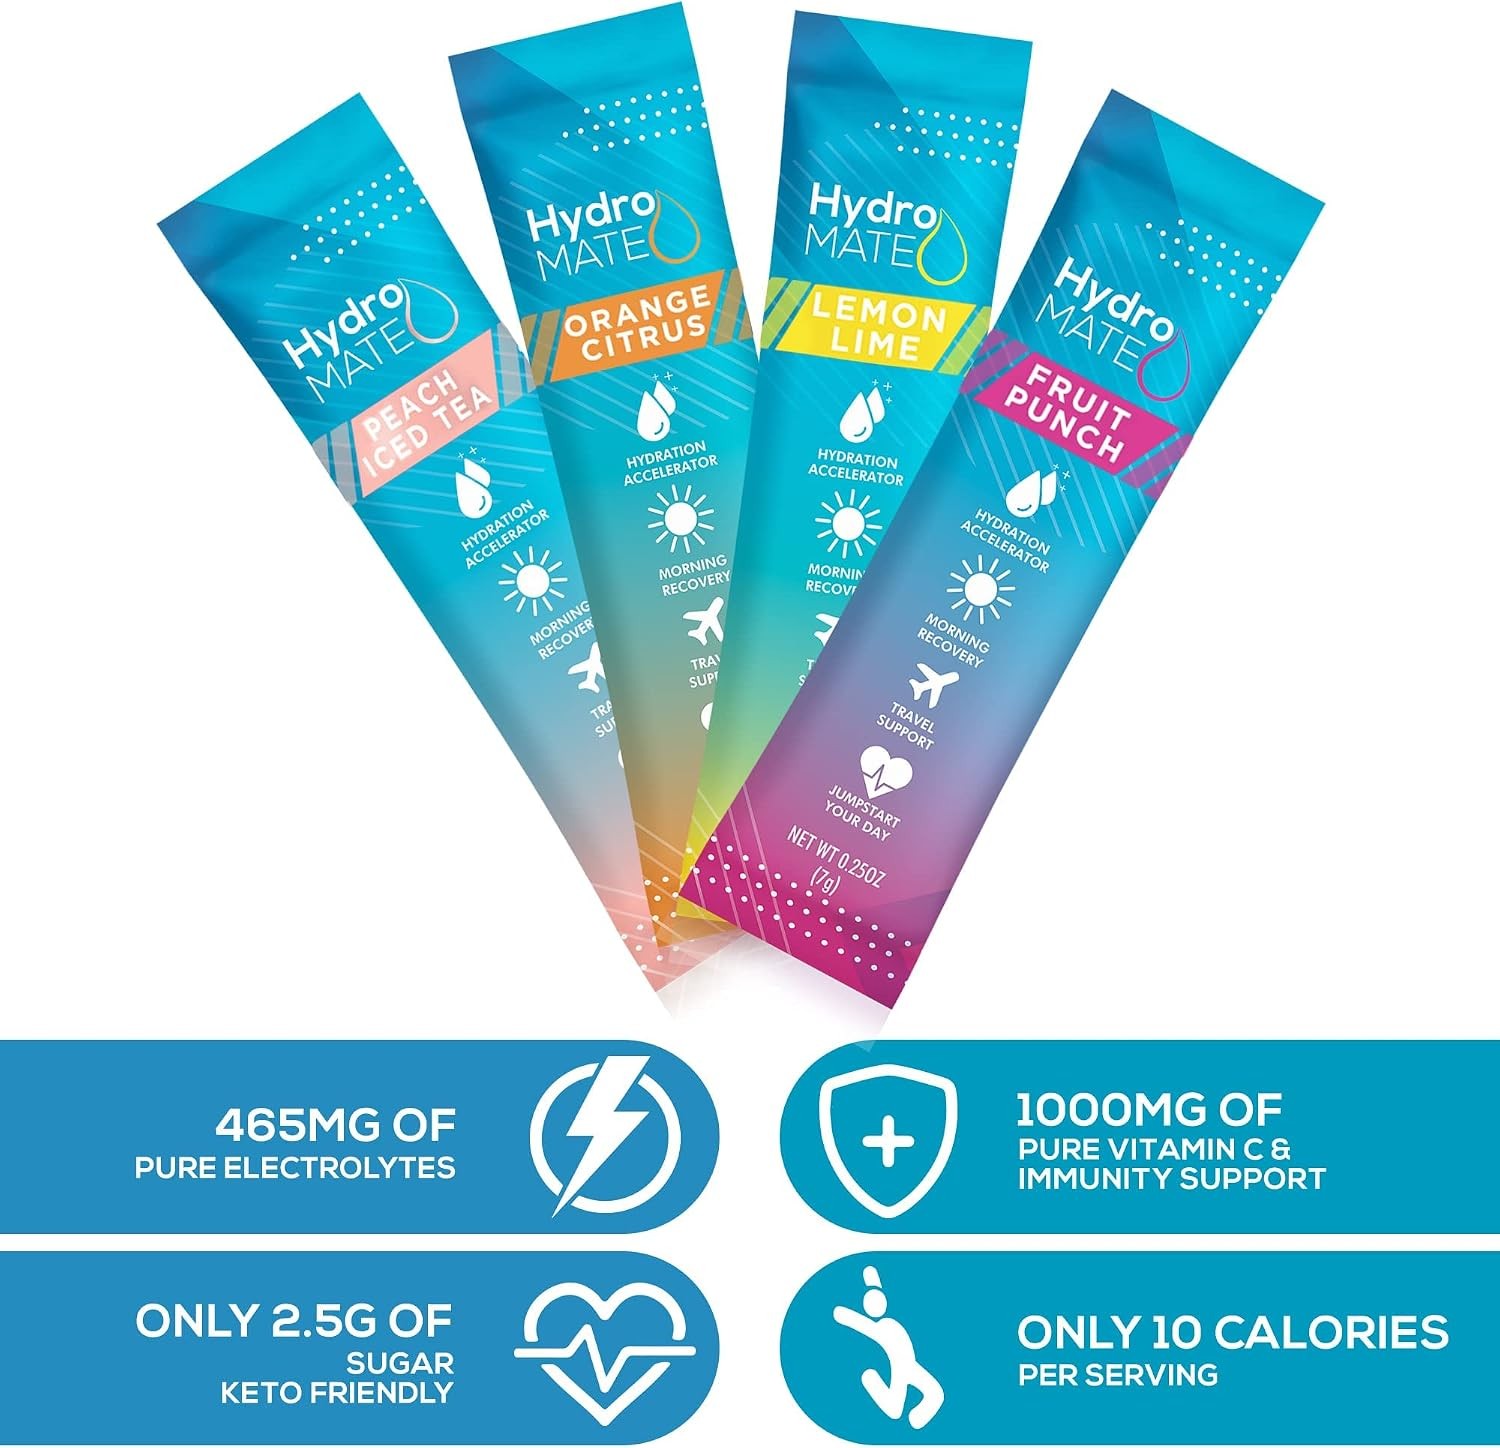 Hydro
MATE
PEACH
ICED TEA
HYDRATION
ACCELERATOR
MORNING
RECOVERY
Hydro
MATE
ORANGE
CITRUS
HYDRATION
ACCELERATOR
MORNING
RECOVERY
Hydro
MATE
LEMON
LIME
HYDRATION
ACCELERATOR
Hydro
MATE
FRUIT
PUNCH
HYDRATION
ACCELERATOR
MORNING
RECOVERY
TRAVEL
SUPPORT
JUMPSTART
YOUR DAY
NET WT 0.25OZ
(7g)
465MG OF
PURE ELECTROLYTES
1000MG OF
PURE VITAMIN C &
IMMUNITY SUPPORT
ONLY 2.5G OF
SUGAR
KETO FRIENDLY
ONLY 10 CALORIES
PER SERVING